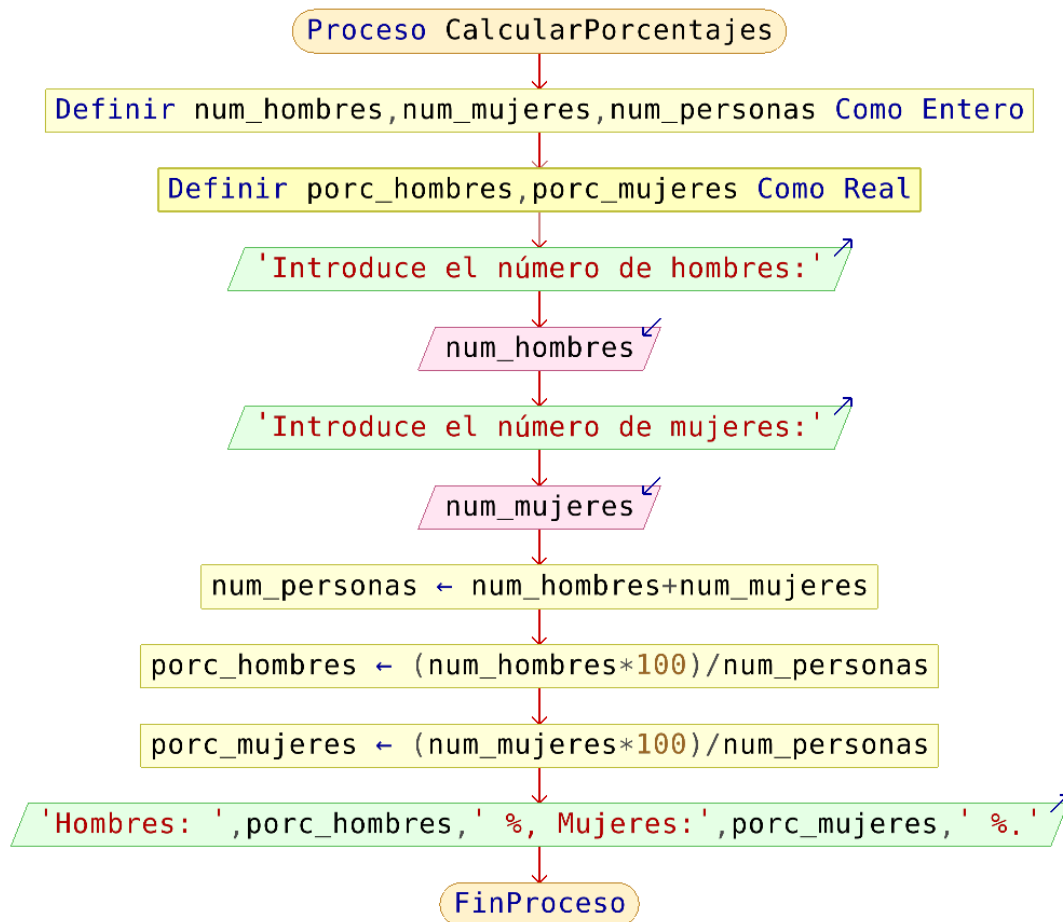 Proceso CalcularPorcentajes
Definir num_hombres,num_mujeres,num_personas Como Entero
Definir porc_hombres,porc_mujeres Como Real
'Introduce el número de hombres:'
num_hombres
'Introduce el número de mujeres:'
num_mujeres
num_personas ← num_hombres+num_mujeres
porc_hombres ← (num_hombres*100)/num_personas
porc_mujeres ← (num_mujeres*100)/num_personas
'Hombres: ',porc_hombres,' %, Mujeres:',porc_mujeres,' %.'
FinProceso